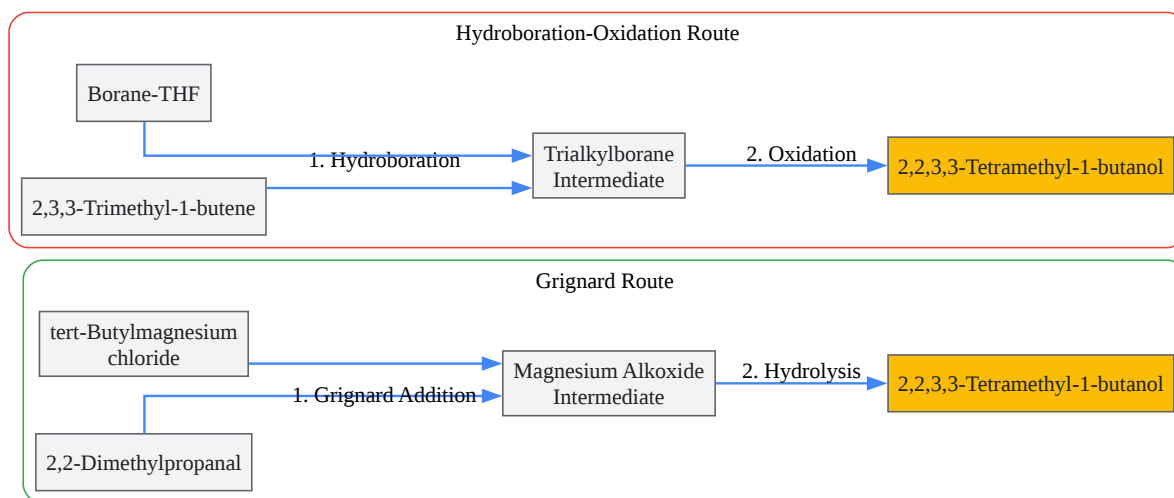 Hydroboration-Oxidation Route
Borane-THF
1. Hydroboration
Trialkylborane
Intermediate
2. Oxidation
2,2,3,3-Tetramethyl-1-butanol
2,3,3-Trimethyl-1-butene
Grignard Route
tert-Butylmagnesium
chloride
1. Grignard Addition
Magnesium Alkoxide
Intermediate
2. Hydrolysis
2,2,3,3-Tetramethyl-1-butanol
2,2-Dimethylpropanal